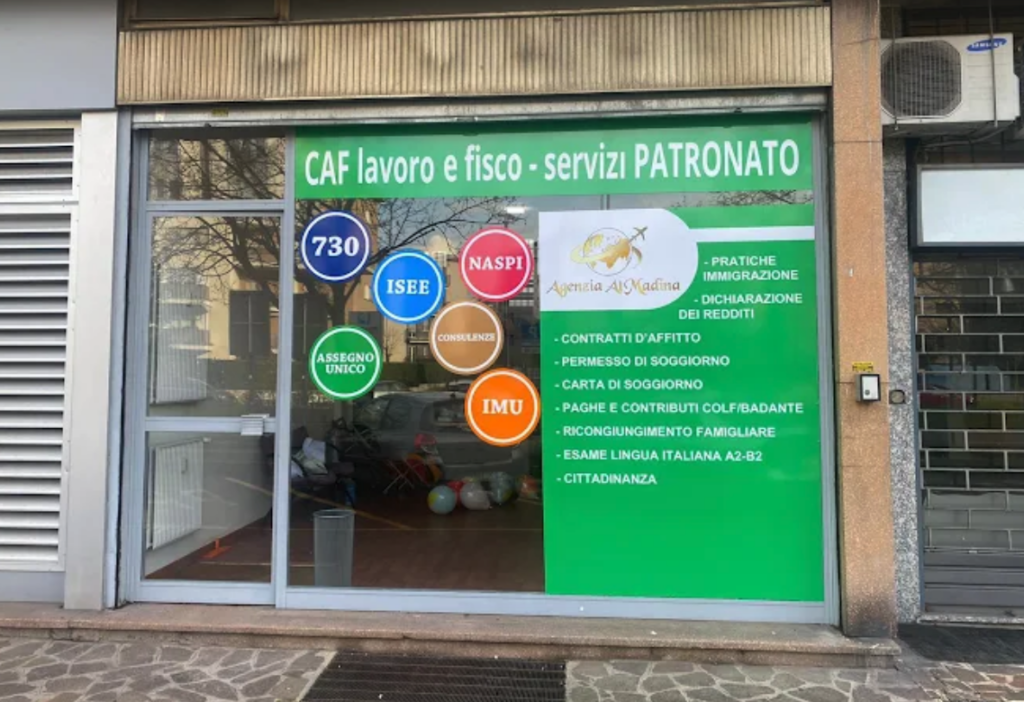 CAF lavoro e fisco - servizi PATRONATO
730
ISEE
NASPI
CONSULENZE
ASSEGNO
UNICO
IMU
Agenzia Al Madina
- PRATICHE
IMMIGRAZIONE
- DICHIARAZIONE
DEI REDDITI
- CONTRATTI D'AFFITTO
- PERMESSO DI SOGGIORNO
- CARTA DI SOGGIORNO
- PAGHE E CONTRIBUTI COLF/BADANTE
- RICONGIUNGIMENTO FAMIGLIARE
- ESAME LINGUA ITALIANA A2-B2
- CITTADINANZA
SAMSUNG